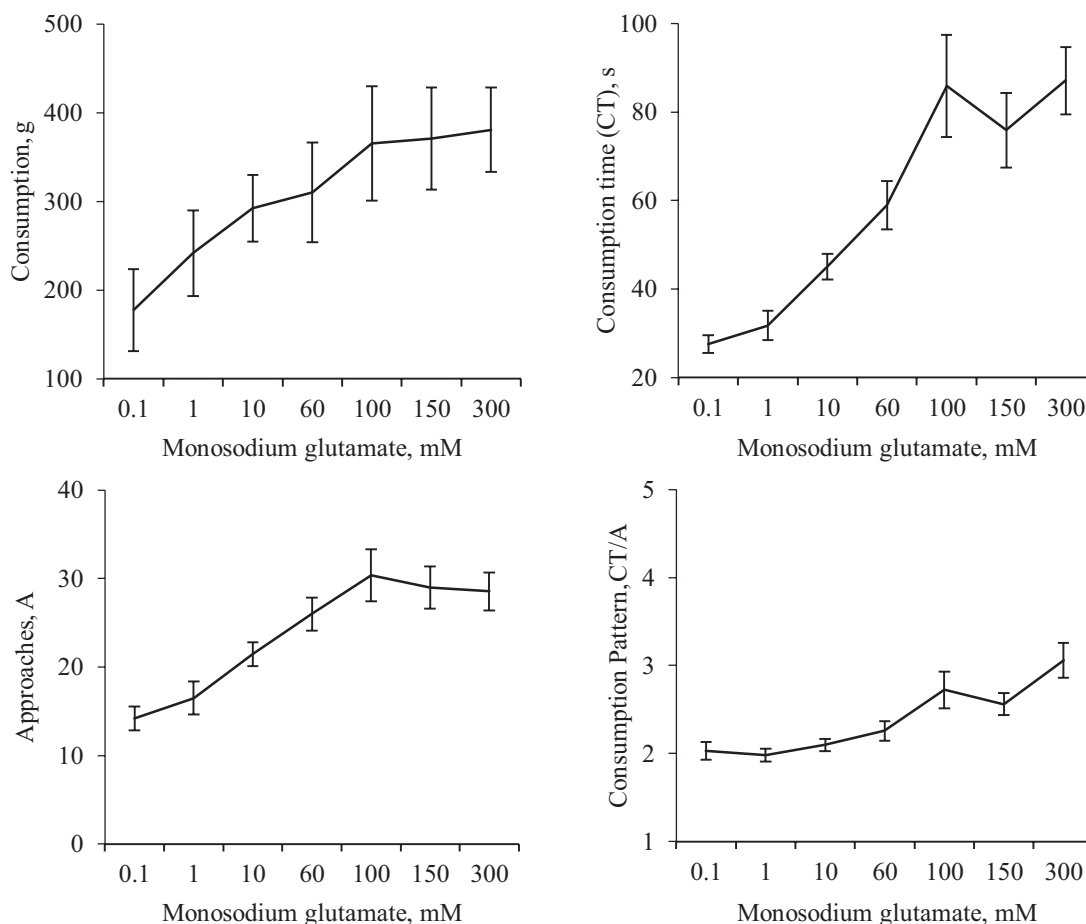 500
400
300
200
100
Consumption, g
0.1 1 10 60 100 150 300
Monosodium glutamate, mM
100
80
60
40
20
Consumption time (CT), s
0.1 1 10 60 100 150 300
Monosodium glutamate, mM
40
30
20
10
0
Approaches, A
0.1 1 10 60 100 150 300
Monosodium glutamate, mM
5
4
3
2
1
Consumption Pattern,CT/A
0.1 1 10 60 100 150 300
Monosodium glutamate, mM